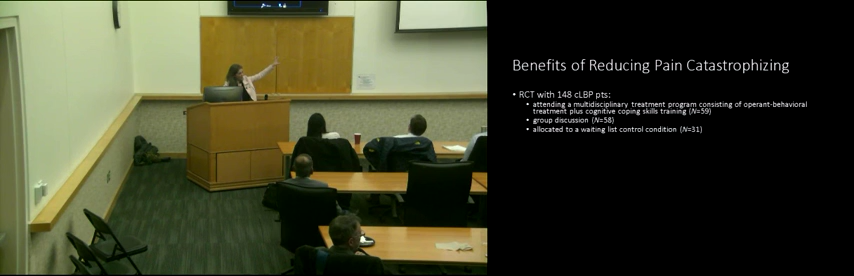 Benefits of Reducing Pain Catastrophizing
• RCT with 148 cLBP pts:
• attending a multidisciplinary treatment program consisting of operant-behavioral
treatment plus cognitive coping skills training (N=59)
• group discussion (N=58)
• allocated to a waiting list control condition (N=31)